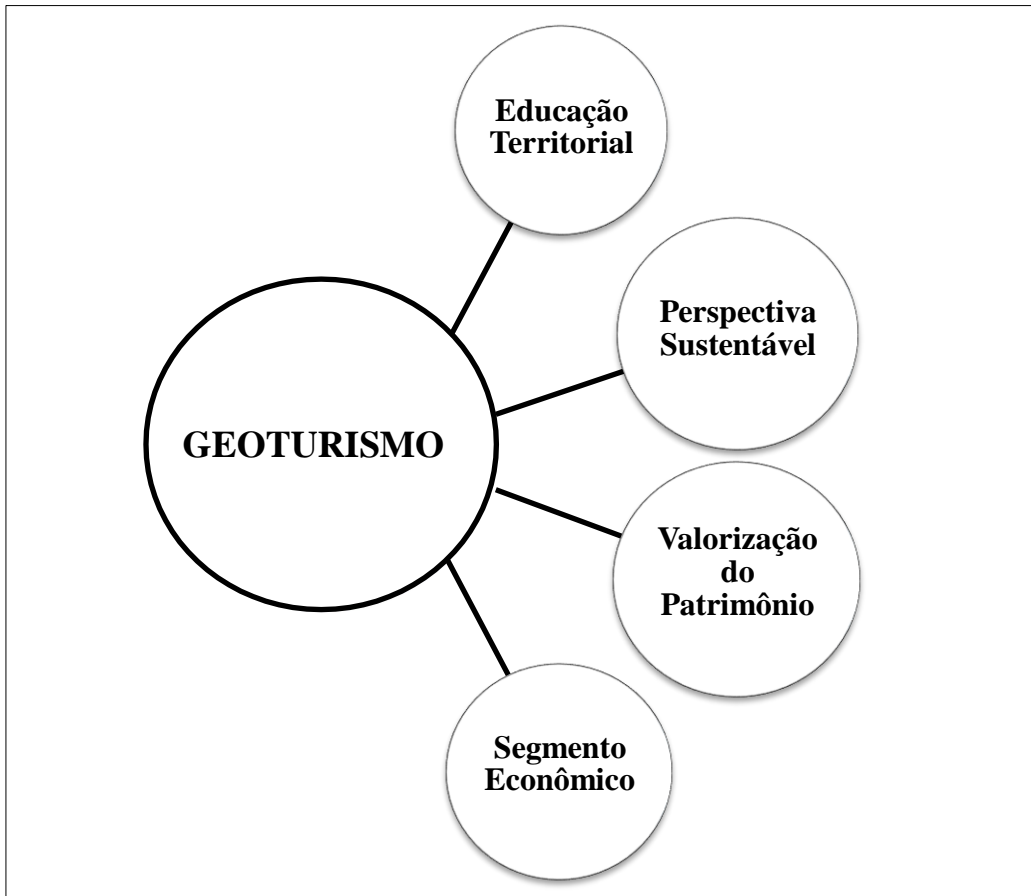 Educação
Territorial
Perspectiva
Sustentável
GEOTURISMO
Valorização
do
Patrimônio
Segmento
Econômico